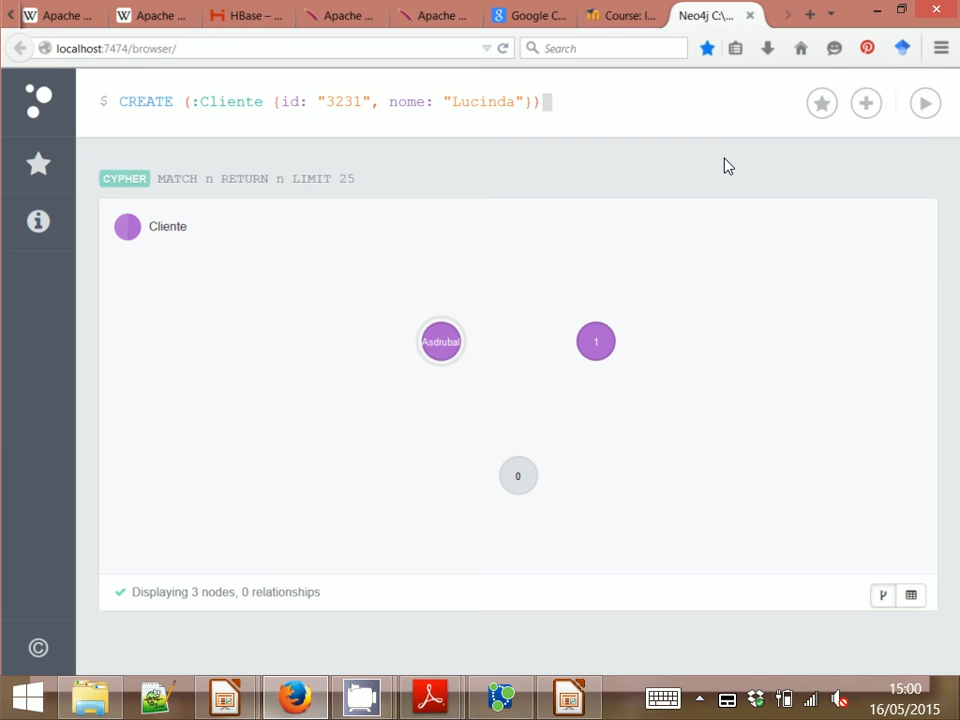 Apache ...
Apache ...
HBase – ...
Apache ...
Apache ...
Google C...
Course: I...
Neo4j C:\...
localhost:7474/browser/
Search
$ CREATE (:Cliente {id: "3231", nome: "Lucinda"})
CYPHER MATCH n RETURN n LIMIT 25
Cliente
Asdrubal
1
0
Displaying 3 nodes, 0 relationships
15:00
16/05/2015